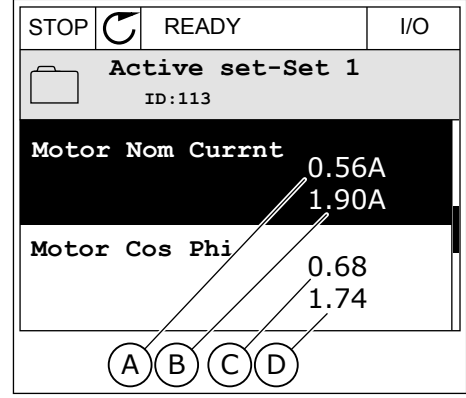 STOP READY I/O
Active set-Set 1
ID:113
Motor Nom Currnt
0.56A
1.90A
Motor Cos Phi
0.68
1.74
A B C D